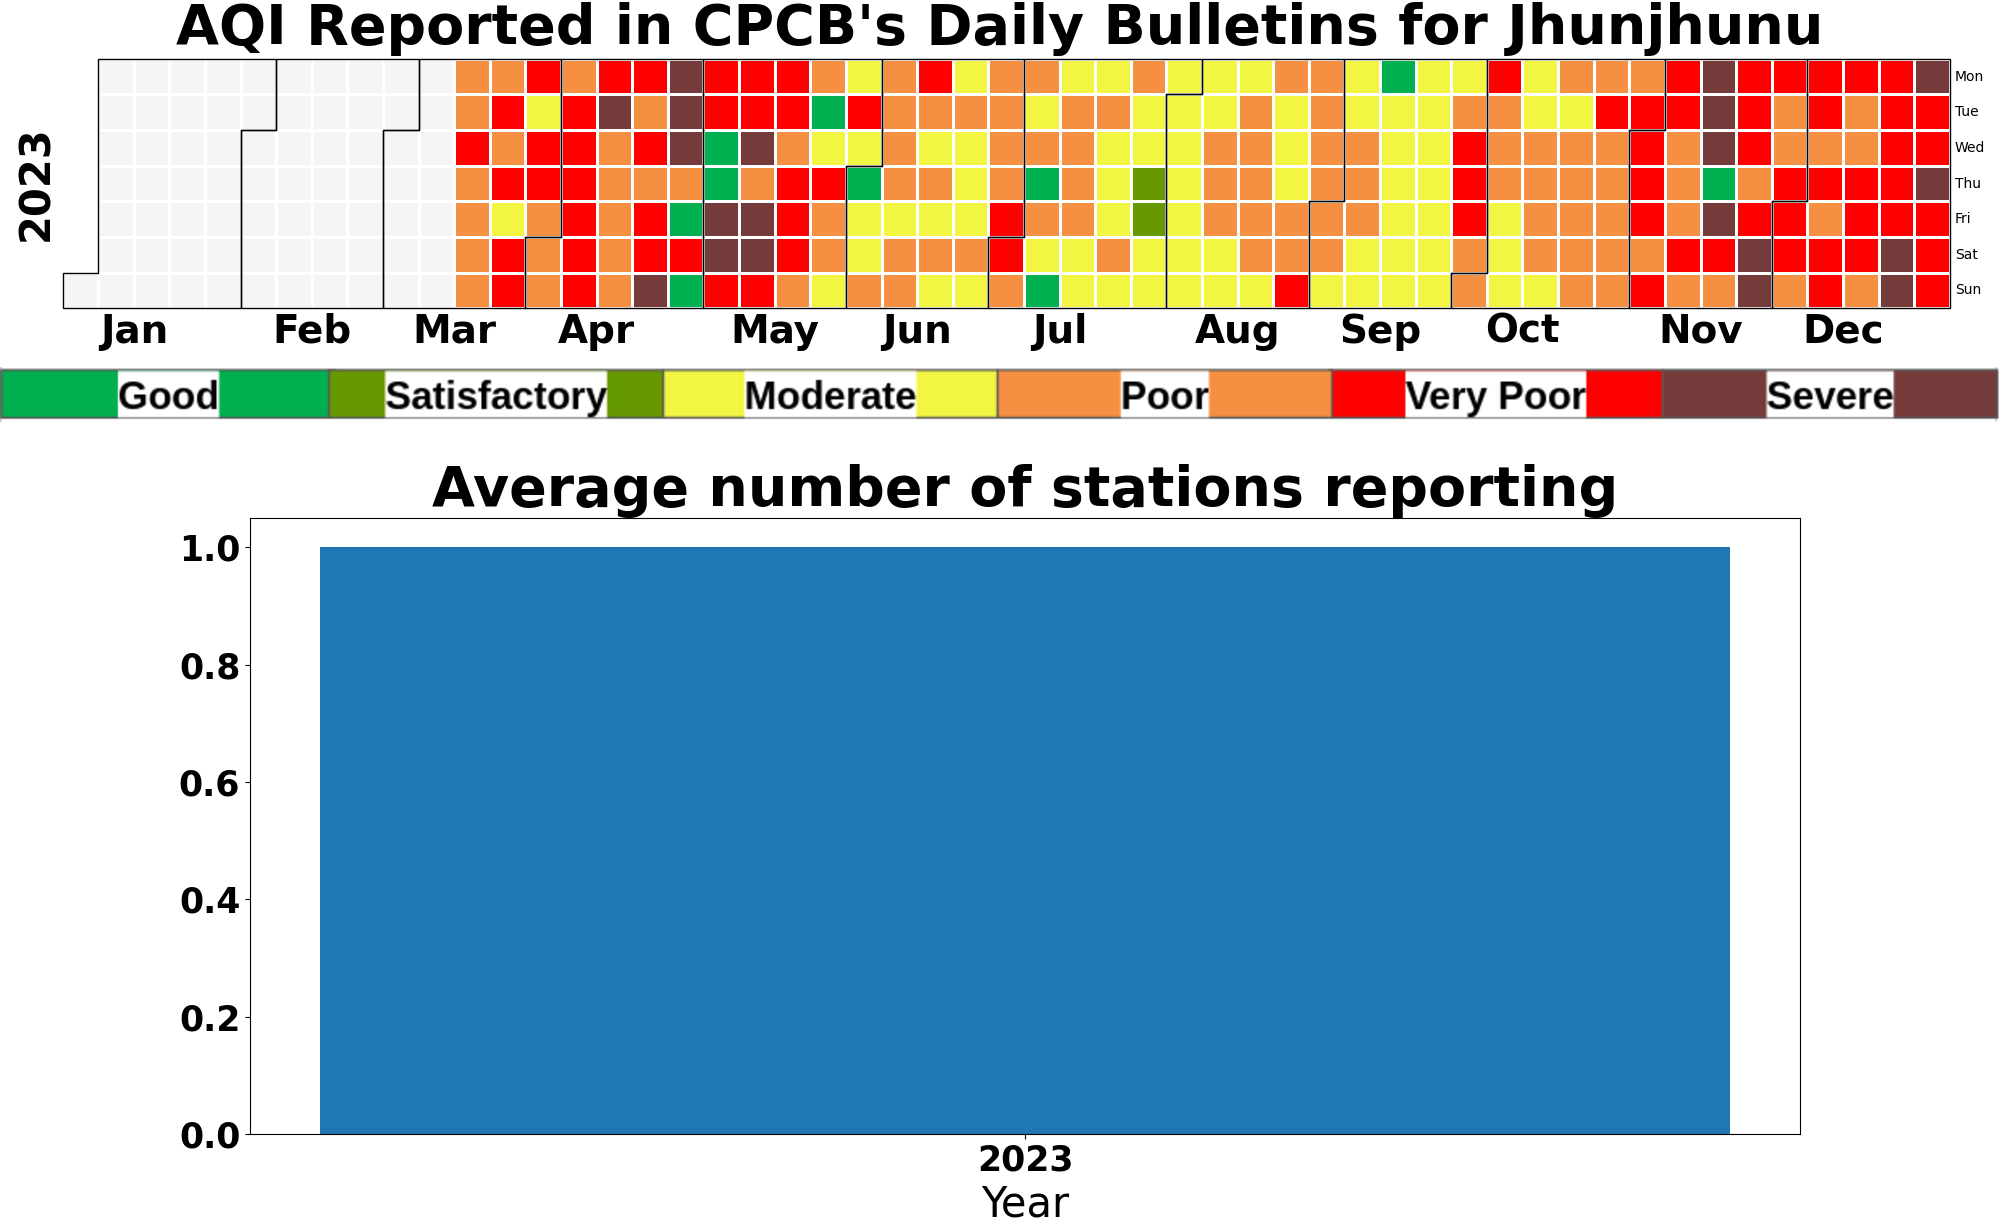 AQI Reported in CPCB's Daily Bulletins for Jhunjhunu
2023
Mon
Tue
Wed
Thu
Fri
Sat
Sun
Jan Feb Mar Apr May Jun Jul Aug Sep Oct Nov Dec
Good Satisfactory Moderate Poor Very Poor Severe
Average number of stations reporting
1.0
0.8
0.6
0.4
0.2
0.0
2023
Year